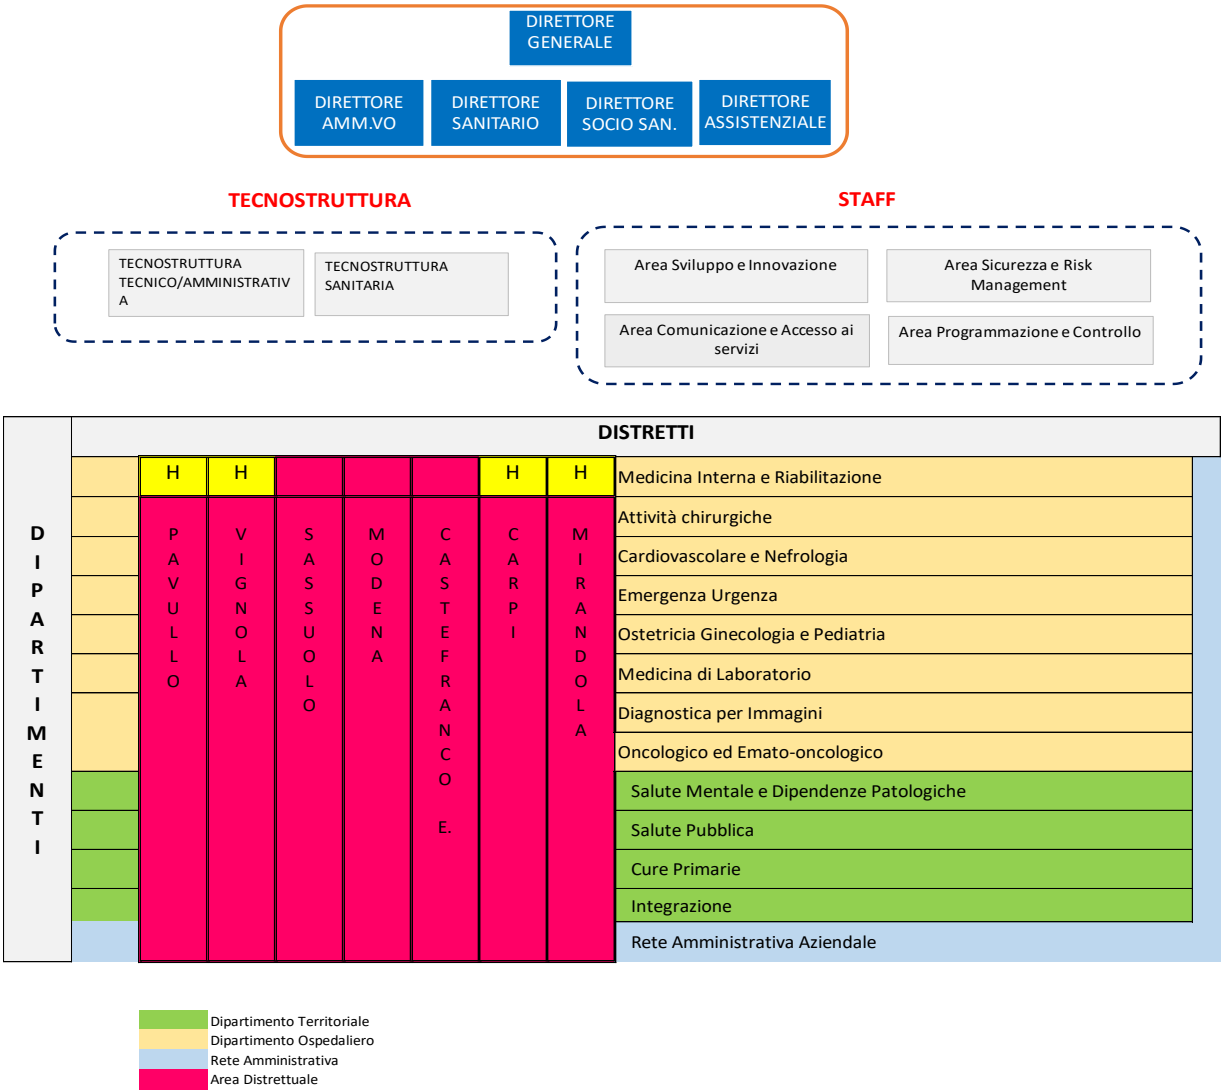 DIRETTORE
GENERALE
DIRETTORE
AMM.VO
DIRETTORE
SANITARIO
DIRETTORE
SOCIO SAN.
DIRETTORE
ASSISTENZIALE
TECNOSTRUTTURA
STAFF
TECNOSTRUTTURA
TECNICO/AMMINISTRATIV
A
TECNOSTRUTTURA
SANITARIA
Area Sviluppo e Innovazione
Area Sicurezza e Risk
Management
Area Comunicazione e Accesso ai
servizi
Area Programmazione e Controllo
DISTRETTI
DIPARTIMENTI
H
H
H
H
PAVULLO
VIGNOLA
SASSUOLO
MODENA
CASTEFRANCO E.
CARPI
MIRANDOLA
Medicina Interna e Riabilitazione
Attività chirurgiche
Cardiovascolare e Nefrologia
Emergenza Urgenza
Ostetricia Ginecologia e Pediatria
Medicina di Laboratorio
Diagnostica per Immagini
Oncologico ed Emato-oncologico
Salute Mentale e Dipendenze Patologiche
Salute Pubblica
Cure Primarie
Integrazione
Rete Amministrativa Aziendale
Dipartimento Territoriale
Dipartimento Ospedaliero
Rete Amministrativa
Area Distrettuale